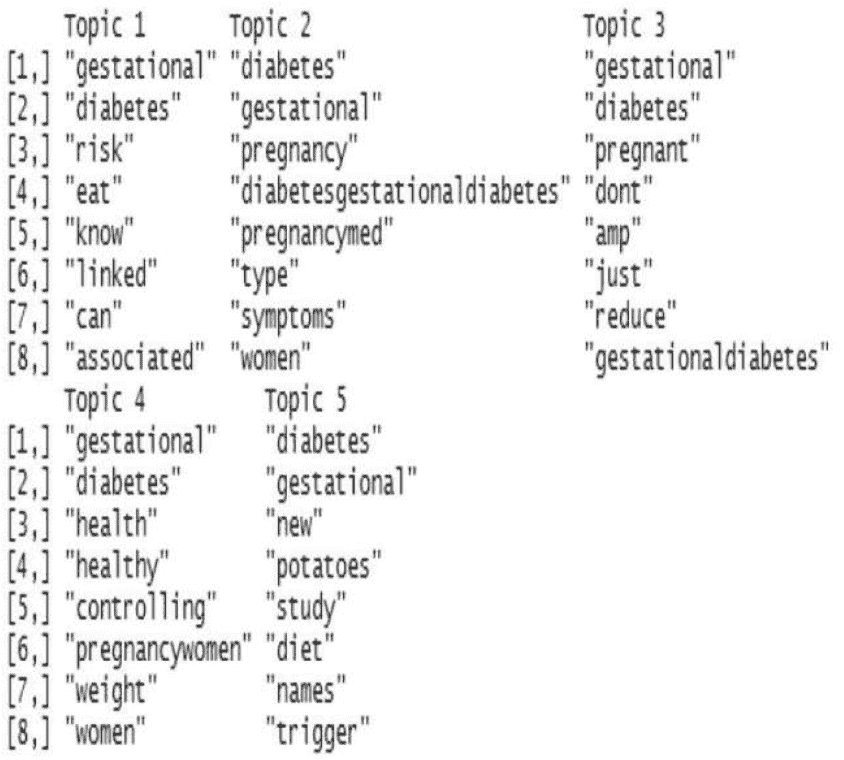 Topic 1 Topic 2 Topic 3
[1,] "gestational" "diabetes" "gestational"
[2,] "diabetes" "gestational" "diabetes"
[3,] "risk" "pregnancy" "pregnant"
[4,] "eat" "diabetesgestationaldiabetes" "dont"
[5,] "know" "pregnancymed" "amp"
[6,] "linked" "type" "just"
[7,] "can" "symptoms" "reduce"
[8,] "associated" "women" "gestationaldiabetes"
Topic 4 Topic 5
[1,] "gestational" "diabetes"
[2,] "diabetes" "gestational"
[3,] "health" "new"
[4,] "healthy" "potatoes"
[5,] "controlling" "study"
[6,] "pregnancywomen" "diet"
[7,] "weight" "names"
[8,] "women" "trigger"